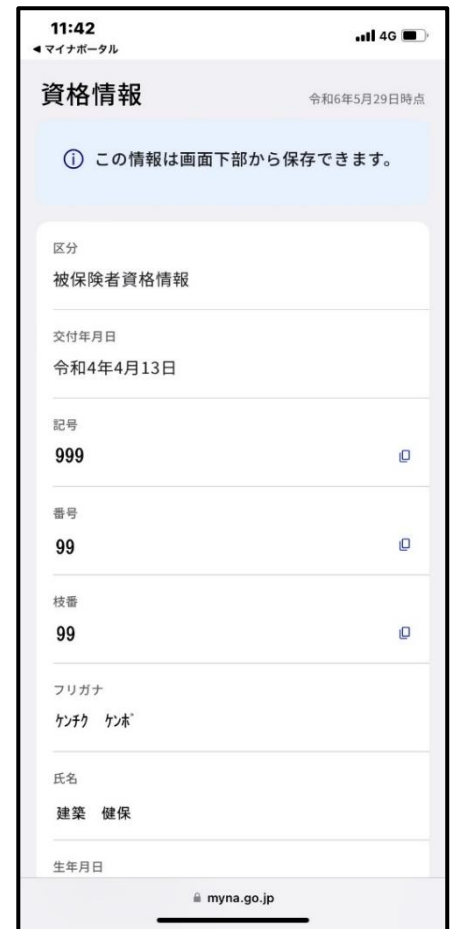 11:42
4G
◀ マイナポータル
資格情報
令和6年5月29日時点
この情報は画面下部から保存できます。
区分
被保険者資格情報
交付年月日
令和4年4月13日
記号
999
番号
99
枝番
99
フリガナ
ｹﾝﾁｸ　ｹﾝﾎﾟ
氏名
建築　健保
生年月日
myna.go.jp